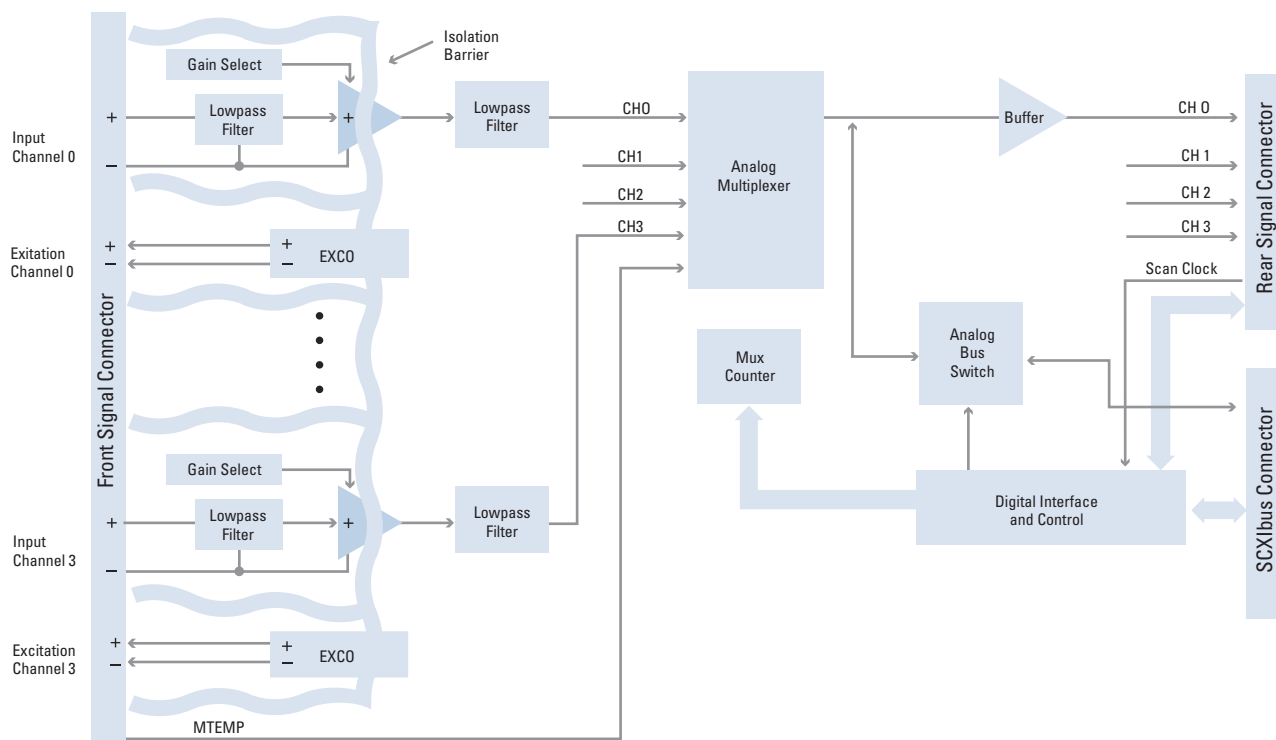 Isolation
Barrier
Gain Select
Lowpass
Filter
+
Lowpass
Filter
CHO
CH1
CH2
CH3
Analog
Multiplexer
Buffer
CH 0
CH 1
CH 2
CH 3
Scan Clock
Rear Signal Connector
Input
Channel 0
+
−
Exitation
Channel 0
+
−
+
−
EXCO
Front Signal Connector
Mux
Counter
Analog
Bus
Switch
SCXIbus Connector
Gain Select
Lowpass
Filter
+
Lowpass
Filter
Digital Interface
and Control
Input
Channel 3
+
−
Excitation
Channel 3
+
−
+
−
EXCO
MTEMP